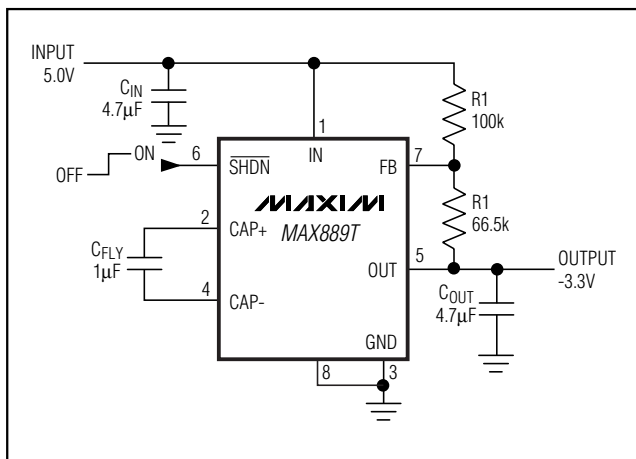 INPUT
5.0V
C_IN
4.7µF
R1
100k
1
IN
OFF
ON
6
SHDN
FB
7
MAXIM
MAX889T
R1
66.5k
2
CAP+
C_FLY
1µF
4
CAP-
OUT
5
OUTPUT
-3.3V
C_OUT
4.7µF
GND
8
3